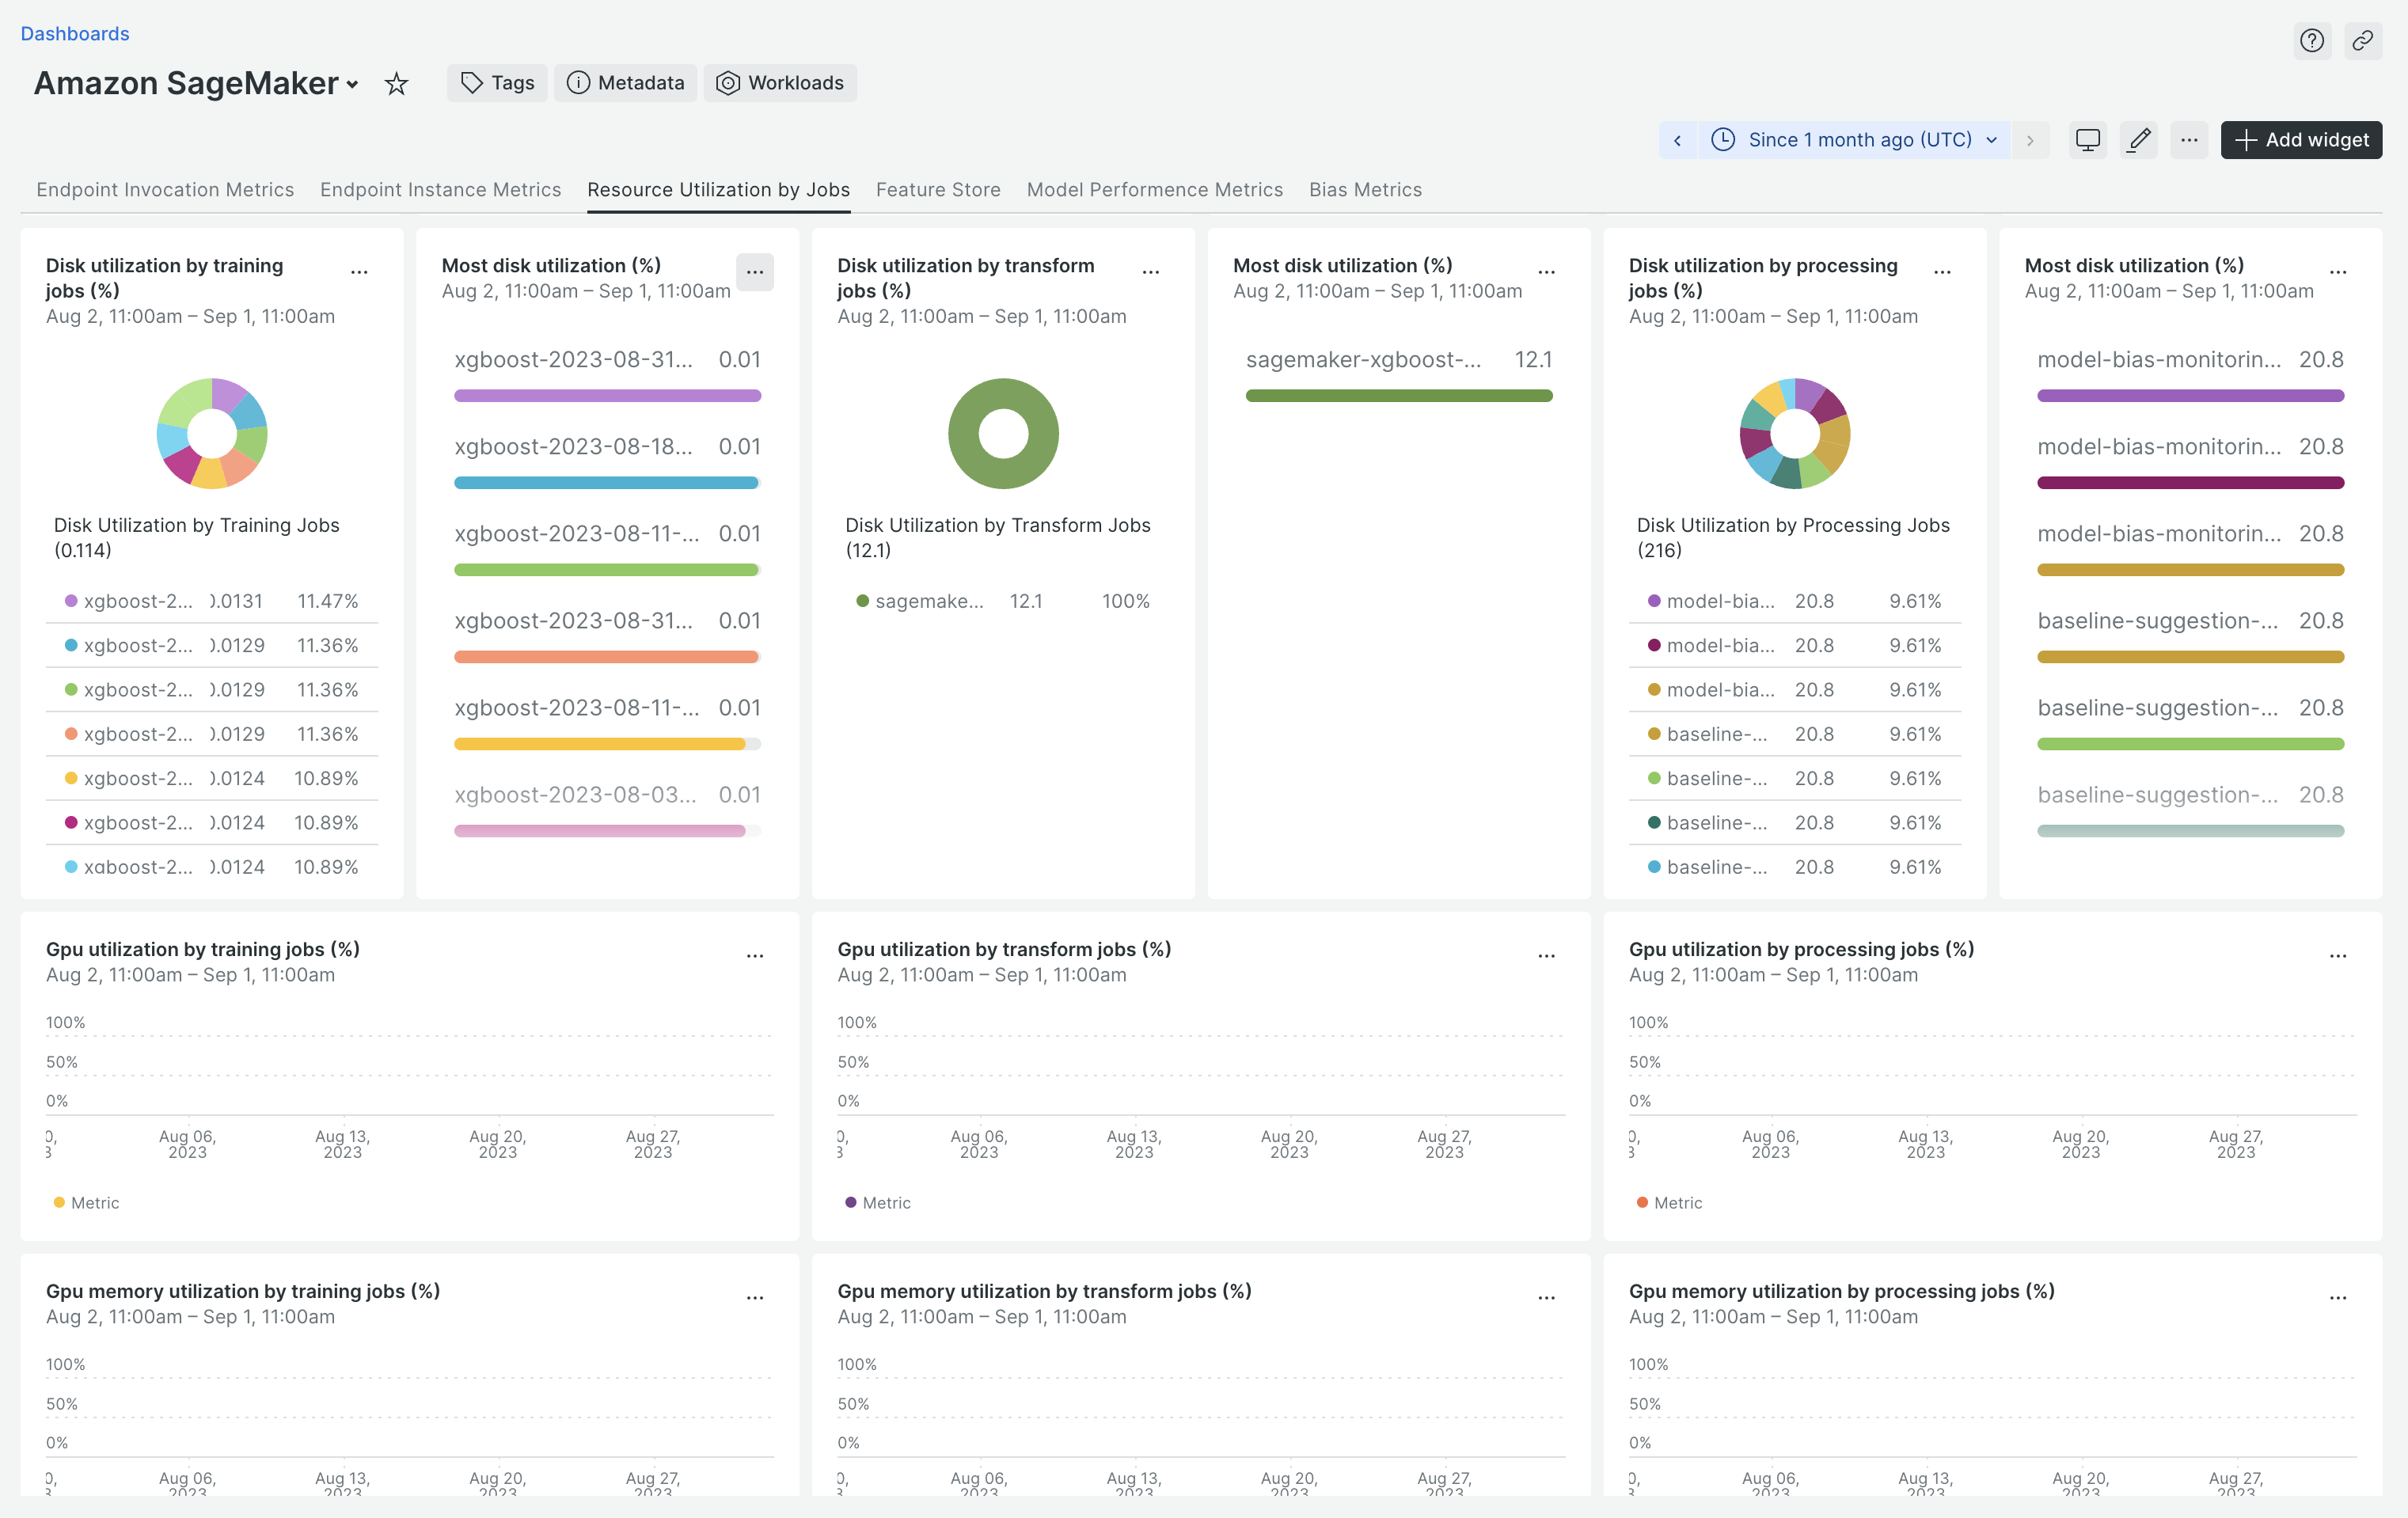 Dashboards
Amazon SageMaker
Tags
Metadata
Workloads
Since 1 month ago (UTC)
Add widget
Endpoint Invocation Metrics
Endpoint Instance Metrics
Resource Utilization by Jobs
Feature Store
Model Performence Metrics
Bias Metrics
Disk utilization by training
jobs (%)
Aug 2, 11:00am – Sep 1, 11:00am
Disk Utilization by Training Jobs
(0.114)
xgboost-2... 0.0131 11.47%
xgboost-2... 0.0129 11.36%
xgboost-2... 0.0129 11.36%
xgboost-2... 0.0129 11.36%
xgboost-2... 0.0124 10.89%
xgboost-2... 0.0124 10.89%
xgboost-2... 0.0124 10.89%
Most disk utilization (%)
Aug 2, 11:00am – Sep 1, 11:00am
xgboost-2023-08-31... 0.01
xgboost-2023-08-18... 0.01
xgboost-2023-08-11-... 0.01
xgboost-2023-08-31... 0.01
xgboost-2023-08-11-... 0.01
xgboost-2023-08-03... 0.01
Disk utilization by transform
jobs (%)
Aug 2, 11:00am – Sep 1, 11:00am
Disk Utilization by Transform Jobs
(12.1)
sagemake... 12.1 100%
Most disk utilization (%)
Aug 2, 11:00am – Sep 1, 11:00am
sagemaker-xgboost-... 12.1
Disk utilization by processing
jobs (%)
Aug 2, 11:00am – Sep 1, 11:00am
Disk Utilization by Processing Jobs
(216)
model-bia... 20.8 9.61%
model-bia... 20.8 9.61%
model-bia... 20.8 9.61%
baseline-... 20.8 9.61%
baseline-... 20.8 9.61%
baseline-... 20.8 9.61%
baseline-... 20.8 9.61%
Most disk utilization (%)
Aug 2, 11:00am – Sep 1, 11:00am
model-bias-monitorin... 20.8
model-bias-monitorin... 20.8
model-bias-monitorin... 20.8
baseline-suggestion-... 20.8
baseline-suggestion-... 20.8
baseline-suggestion-... 20.8
Gpu utilization by training jobs (%)
Aug 2, 11:00am – Sep 1, 11:00am
100%
50%
0%
0, Aug 06, Aug 13, Aug 20, Aug 27,
3 2023 2023 2023 2023
Metric
Gpu utilization by transform jobs (%)
Aug 2, 11:00am – Sep 1, 11:00am
100%
50%
0%
0, Aug 06, Aug 13, Aug 20, Aug 27,
3 2023 2023 2023 2023
Metric
Gpu utilization by processing jobs (%)
Aug 2, 11:00am – Sep 1, 11:00am
100%
50%
0%
0, Aug 06, Aug 13, Aug 20, Aug 27,
3 2023 2023 2023 2023
Metric
Gpu memory utilization by training jobs (%)
Aug 2, 11:00am – Sep 1, 11:00am
100%
50%
0%
0, Aug 06, Aug 13, Aug 20, Aug 27,
3 2023 2023 2023 2023
Gpu memory utilization by transform jobs (%)
Aug 2, 11:00am – Sep 1, 11:00am
100%
50%
0%
0, Aug 06, Aug 13, Aug 20, Aug 27,
3 2023 2023 2023 2023
Gpu memory utilization by processing jobs (%)
Aug 2, 11:00am – Sep 1, 11:00am
100%
50%
0%
0, Aug 06, Aug 13, Aug 20, Aug 27,
3 2023 2023 2023 2023